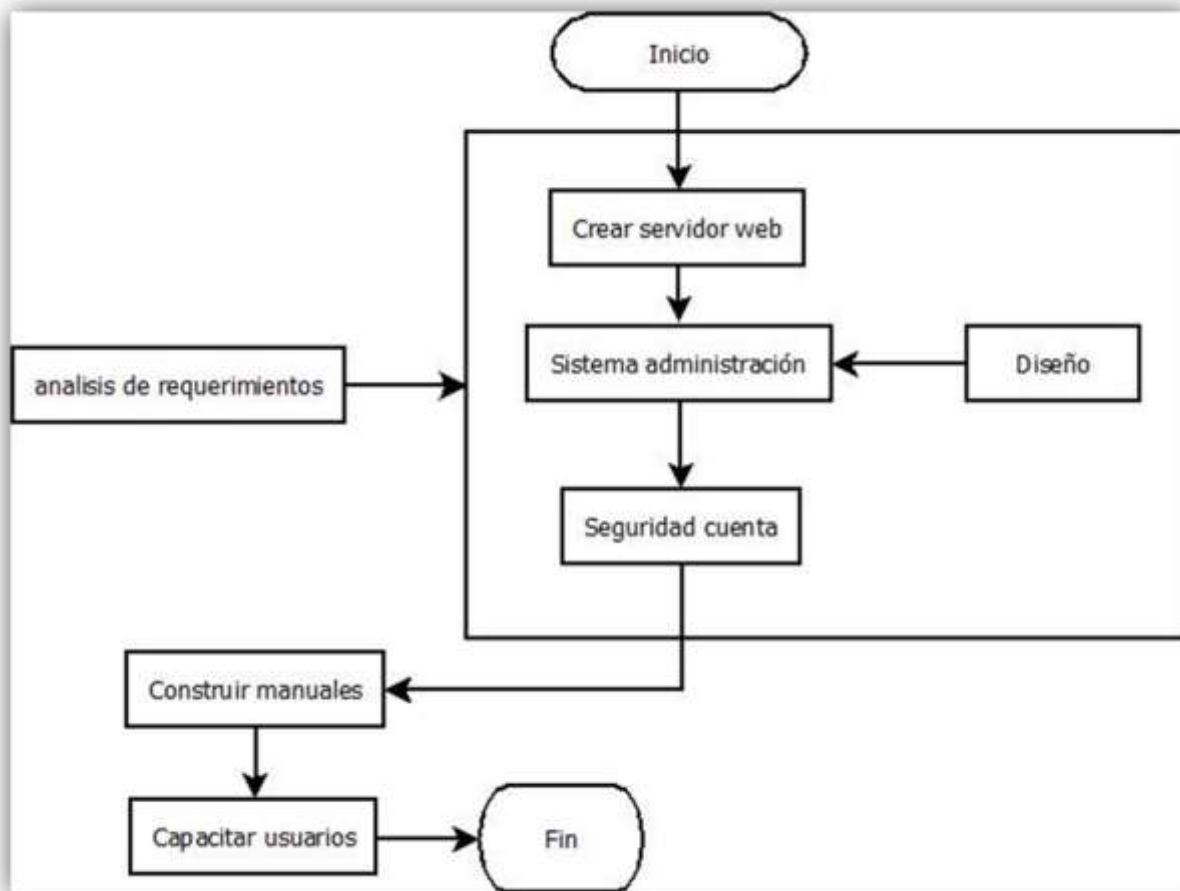 Inicio
Crear servidor web
Sistema administración
Diseño
analisis de requerimientos
Seguridad cuenta
Construir manuales
Capacitar usuarios
Fin